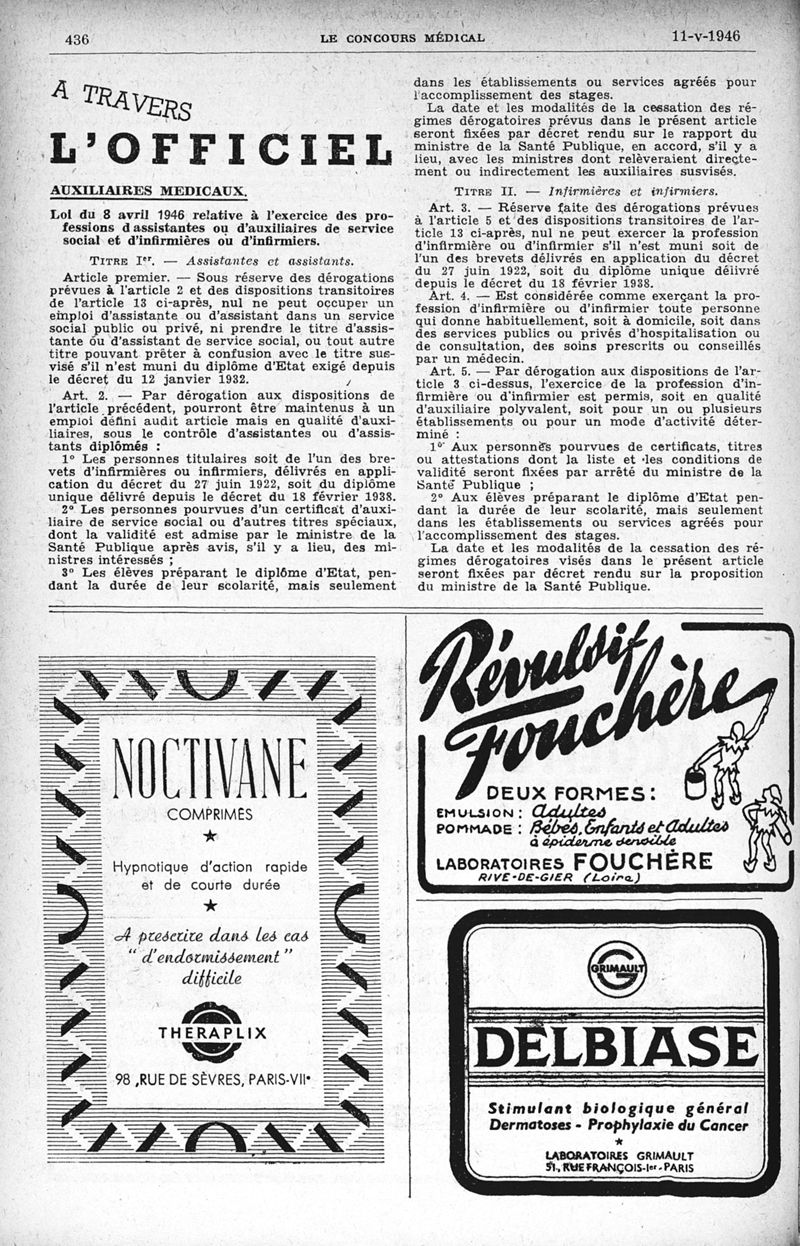 436
LE CONCOURS MÉDICAL
11-V-1946
A TRAVERS
L'OFFICIEL
AUXILIAIRES MEDICAUX.
Loi du 8 avril 1946 relative à l'exercice des pro-
fessions d'assistantes ou d'auxiliaires de service
social et d'infirmières ou d'infirmiers.
TITRE Ier. — Assistantes et assistants.
Article premier. — Sous réserve des dérogations
prévues à l'article 2 et des dispositions transitoires
de l'article 13 ci-après, nul ne peut occuper un
emploi d'assistante ou d'assistant dans un service
social public ou privé, ni prendre le titre d'assis-
tante ou d'assistant de service social, ou tout autre
titre pouvant prêter à confusion avec le titre sus-
visé s'il n'est muni du diplôme d'Etat exigé depuis
le décret du 12 janvier 1932.
Art. 2. — Par dérogation aux dispositions de
l'article précédent, pourront être maintenus à un
emploi défini audit article mais en qualité d'auxi-
liaires, sous le contrôle d'assistantes ou d'assis-
tants diplômés :
1° Les personnes titulaires soit de l'un des bre-
vets d'infirmières ou infirmiers, délivrés en appli-
cation du décret du 27 juin 1922, soit du diplôme
unique délivré depuis le décret du 18 février 1938.
2° Les personnes pourvues d'un certificat d'auxi-
liaire de service social ou d'autres titres spéciaux,
dont la validité est admise par le ministre de la
Santé Publique après avis, s'il y a lieu, des mi-
nistres intéressés ;
3° Les élèves préparant le diplôme d'Etat, pen-
dant la durée de leur scolarité, mais seulement
dans les établissements ou services agréés pour
l'accomplissement des stages.
La date et les modalités de la cessation des ré-
gimes dérogatoires prévus dans le présent article
seront fixées par décret rendu sur le rapport du
ministre de la Santé Publique, en accord, s'il y a
lieu, avec les ministres dont relèveraient directe-
ment ou indirectement les auxiliaires susvisés.
TITRE II. — Infirmières et infirmiers.
Art. 3. — Réserve faite des dérogations prévues
à l'article 5 et des dispositions transitoires de l'ar-
ticle 13 ci-après, nul ne peut exercer la profession
d'infirmière ou d'infirmier s'il n'est muni soit de
l'un des brevets délivrés en application du décret
du 27 juin 1922, soit du diplôme unique délivré
depuis le décret du 18 février 1938.
Art. 4. — Est considérée comme exerçant la pro-
fession d'infirmière ou d'infirmier toute personne
qui donne habituellement, soit à domicile, soit dans
des services publics ou privés d'hospitalisation ou
de consultation, des soins prescrits ou conseillés
par un médecin.
Art. 5. — Par dérogation aux dispositions de l'ar-
ticle 3 ci-dessus, l'exercice de la profession d'in-
firmière ou d'infirmier est permis, soit en qualité
d'auxiliaire polyvalent, soit pour un ou plusieurs
établissements ou pour un mode d'activité déter-
miné :
1° Aux personnes pourvues de certificats, titres
ou attestations dont la liste et les conditions de
validité seront fixées par arrêté du ministre de la
Santé Publique ;
2° Aux élèves préparant le diplôme d'Etat pen-
dant la durée de leur scolarité, mais seulement
dans les établissements ou services agréés pour
l'accomplissement des stages.
La date et les modalités de la cessation des ré-
gimes dérogatoires visés dans le présent article
seront fixées par décret rendu sur la proposition
du ministre de la Santé Publique.
NOCTIVANE
COMPRIMÉS
Hypnotique d'action rapide
et de courte durée
A prescrire dans les cas
"d'endormissement"
difficile
THERAPLIX
98, RUE DE SÈVRES, PARIS-VII•
Révulsif
Fouchère
DEUX FORMES :
EMULSION : Adultes
POMMADE : Bébés, Enfants et Adultes
à épiderme sensible
LABORATOIRES FOUCHÈRE
RIVE-DE-GIER (Loire)
GRIMAULT
DELBIASE
Stimulant biologique général
Dermatoses - Prophylaxie du Cancer
LABORATOIRES GRIMAULT
51, RUE FRANÇOIS-Ier - PARIS